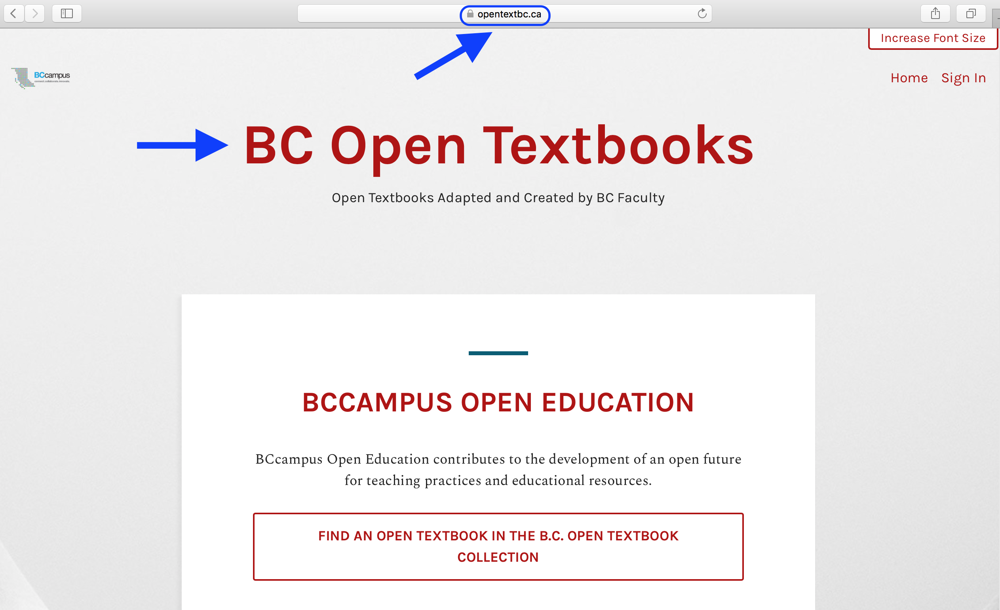 opentextbc.ca
Increase Font Size
BCcampus
connect.collaborate.innovate.
Home Sign In
BC Open Textbooks
Open Textbooks Adapted and Created by BC Faculty
BCCAMPUS OPEN EDUCATION
BCcampus Open Education contributes to the development of an open future
for teaching practices and educational resources.
FIND AN OPEN TEXTBOOK IN THE B.C. OPEN TEXTBOOK
COLLECTION